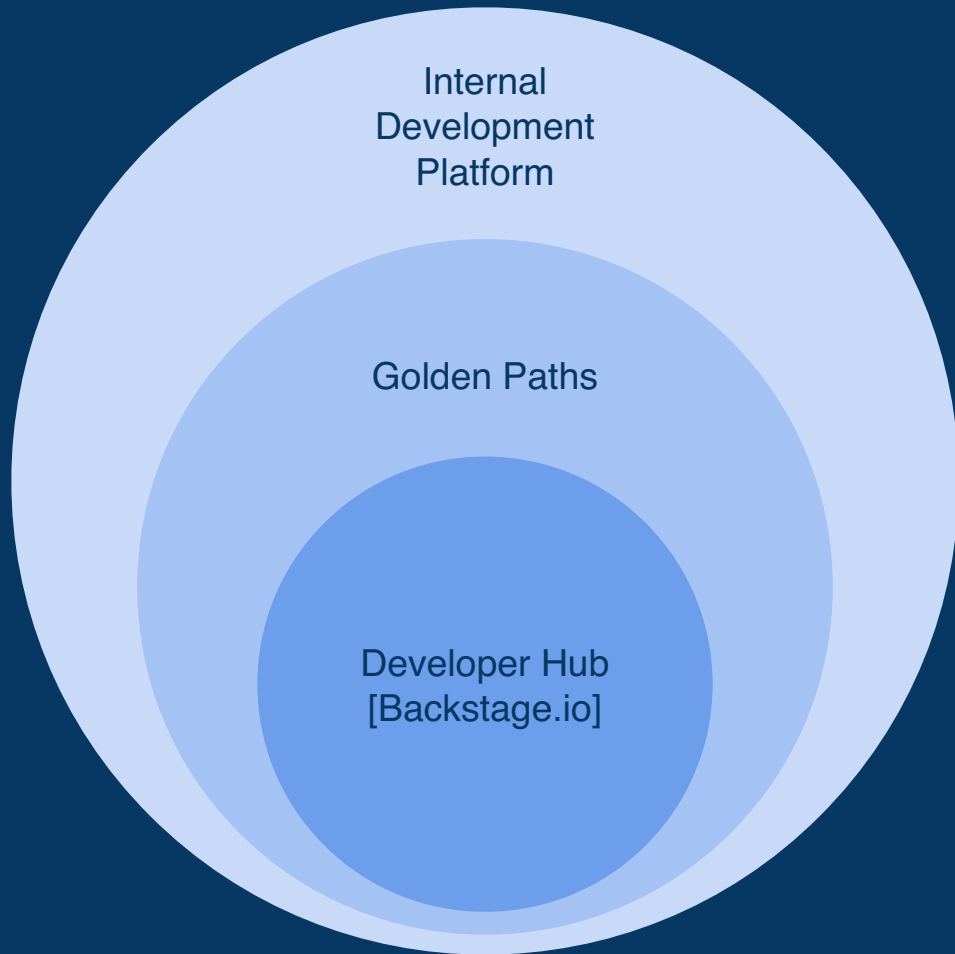 Internal
Development
Platform
Golden Paths
Developer Hub
[Backstage.io]